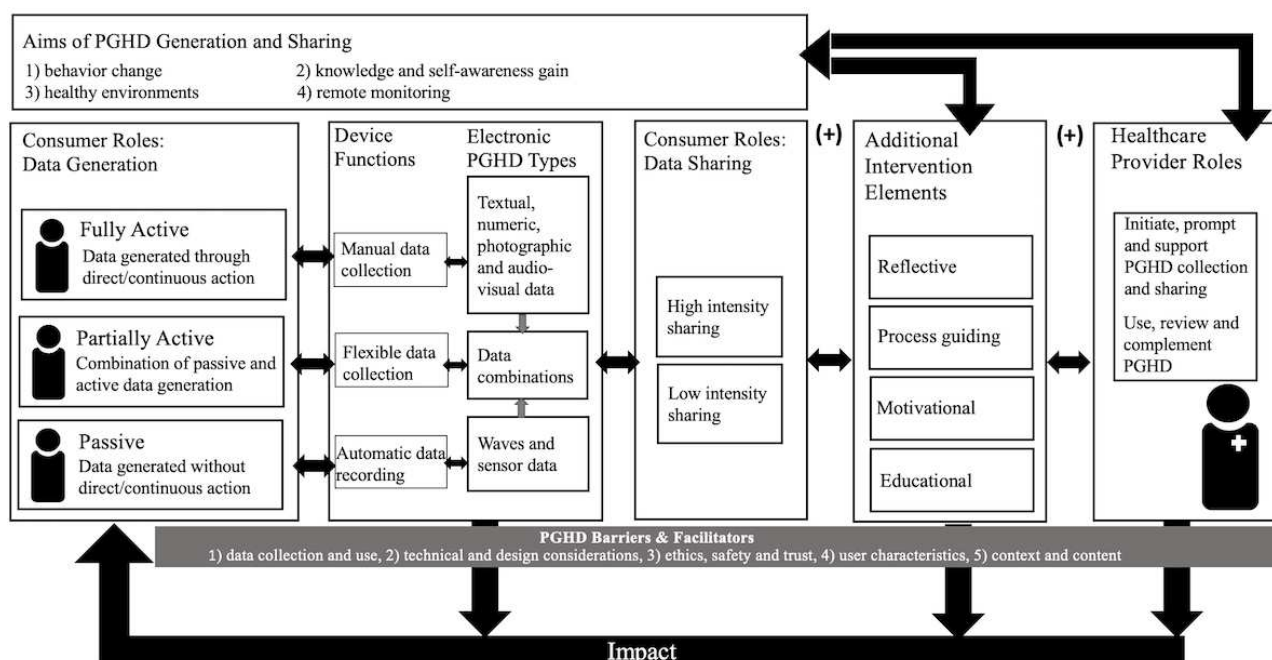 Aims of PGHD Generation and Sharing
1) behavior change
2) knowledge and self-awareness gain
3) healthy environments
4) remote monitoring
Consumer Roles:
Data Generation
Fully Active
Data generated through
direct/continuous action
Partially Active
Combination of passive and
active data generation
Passive
Data generated without
direct/continuous action
Device
Functions
Manual data
collection
Flexible data
collection
Automatic data
recording
Electronic
PGHD Types
Textual,
numeric,
photographic
and audio-
visual data
Data
combinations
Waves and
sensor data
Consumer Roles:
Data Sharing
High intensity
sharing
Low intensity
sharing
(+)
Additional
Intervention
Elements
Reflective
Process guiding
Motivational
Educational
(+)
Healthcare
Provider Roles
Initiate, prompt
and support
PGHD collection
and sharing
Use, review and
complement
PGHD
PGHD Barriers & Facilitators
1) data collection and use, 2) technical and design considerations, 3) ethics, safety and trust, 4) user characteristics, 5) context and content
Impact